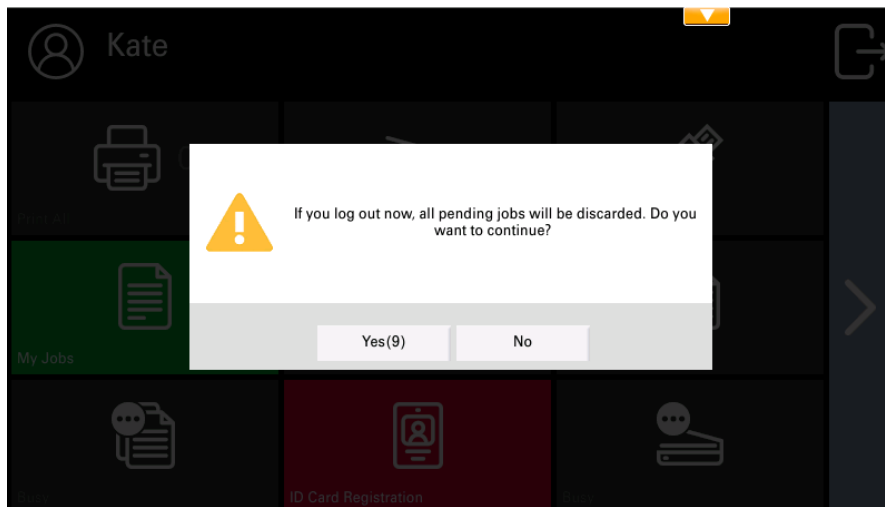 Kate
Print All
If you log out now, all pending jobs will be discarded. Do you
want to continue?
Yes(9)
No
My Jobs
Busy
ID Card Registration
Busy